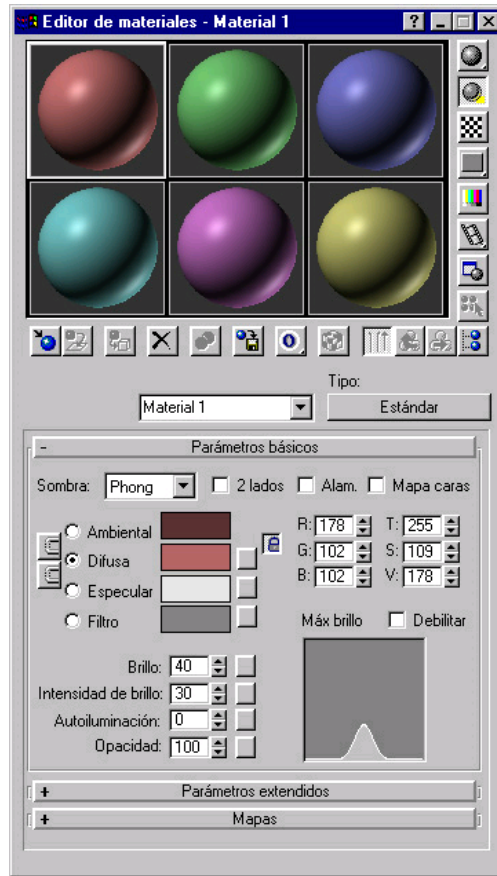 Editor de materiales - Material 1
Tipo:
Material 1
Estándar
- Parámetros básicos
Sombra: Phong 2 lados Alam. Mapa caras
Ambiental R: 178 T: 255
Difusa G: 102 S: 109
Especular B: 102 V: 178
Filtro Máx brillo Debilitar
Brillo: 40
Intensidad de brillo: 30
Autoiluminación: 0
Opacidad: 100
+ Parámetros extendidos
+ Mapas